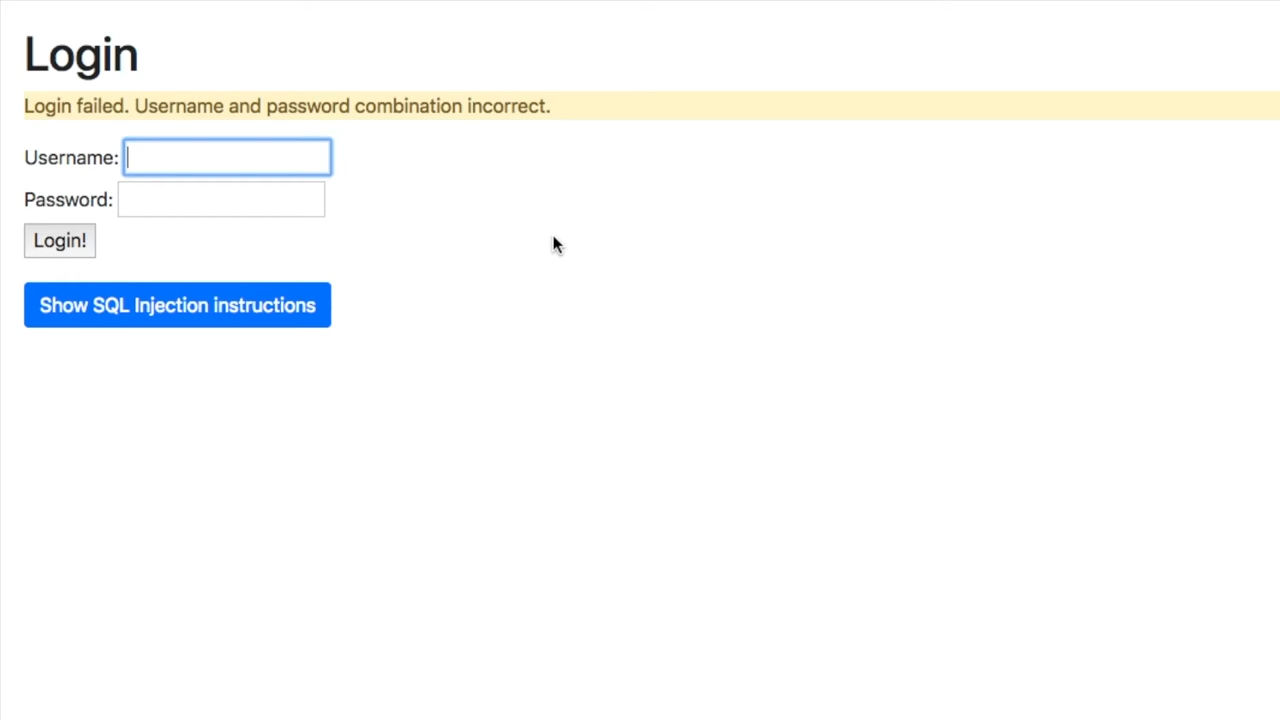 Login
Login failed. Username and password combination incorrect.
Username:
Password:
Login!
Show SQL Injection instructions